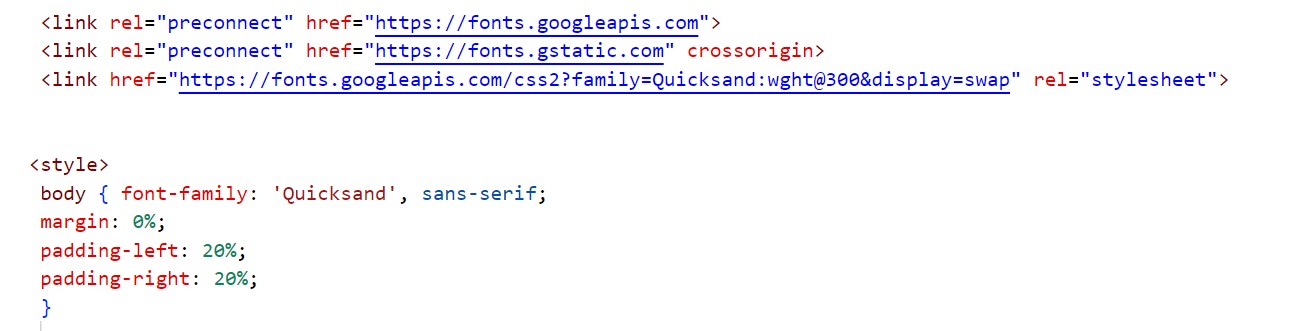 <link rel="preconnect" href="https://fonts.googleapis.com">
<link rel="preconnect" href="https://fonts.gstatic.com" crossorigin>
<link href="https://fonts.googleapis.com/css2?family=Quicksand:wght@300&display=swap" rel="stylesheet">
<style>
body { font-family: 'Quicksand', sans-serif;
margin: 0%;
padding-left: 20%;
padding-right: 20%;
}